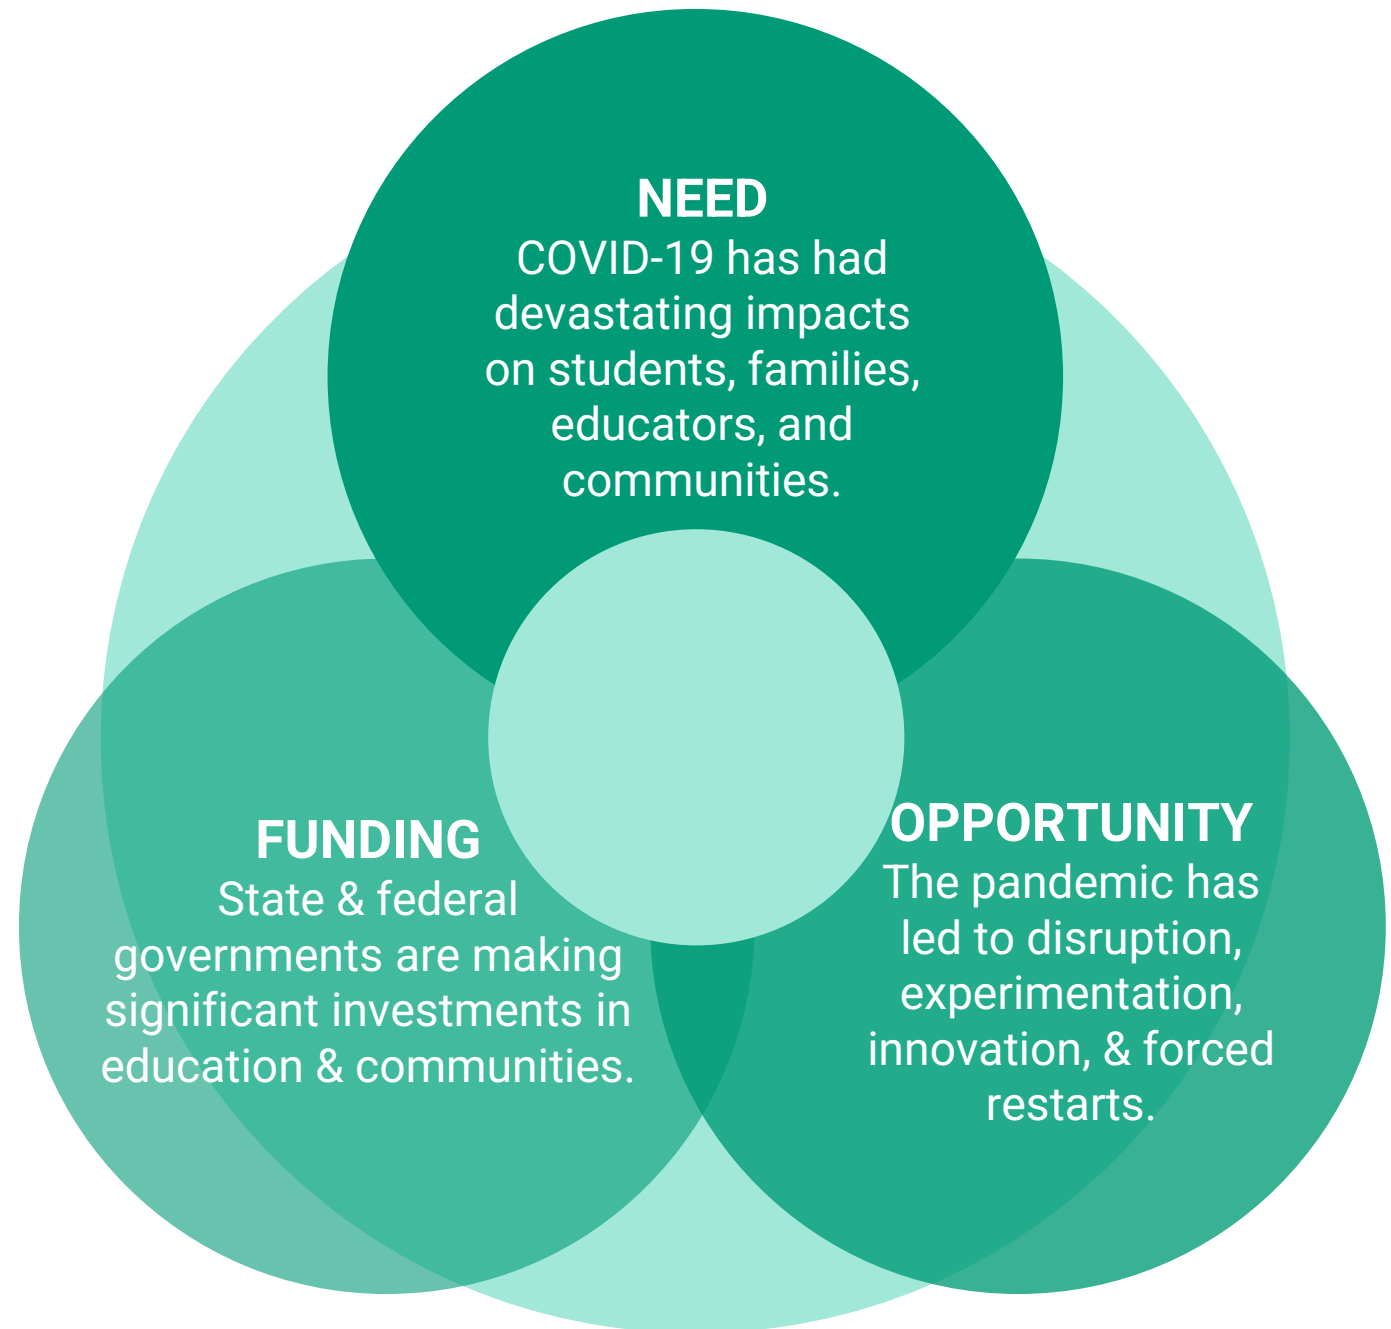 NEED
COVID-19 has had
devastating impacts
on students, families,
educators, and
communities.
FUNDING
State & federal
governments are making
significant investments in
education & communities.
OPPORTUNITY
The pandemic has
led to disruption,
experimentation,
innovation, & forced
restarts.